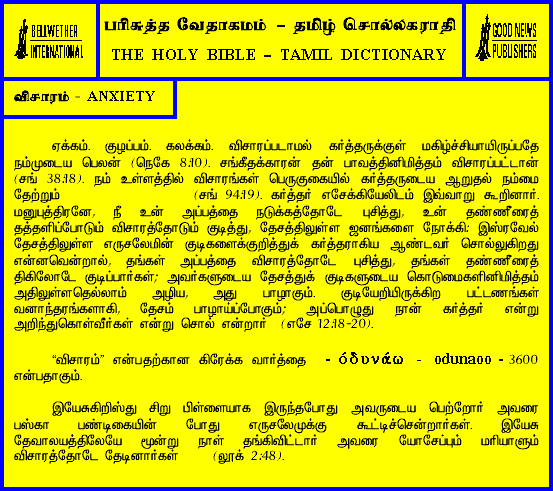 BELLWETHER
INTERNATIONAL
பரிசுத்த வேதாகமம் – தமிழ் சொல்லகராதி
THE HOLY BIBLE – TAMIL DICTIONARY
GOOD NEWS
PUBLISHERS
விசாரம் - ANXIETY
ஏக்கம். குழப்பம். கலக்கம். விசாரப்படாமல் கர்த்தருக்குள் மகிழ்ச்சியாயிருப்பதே
நம்முடைய பெலன் (நெகே 8:10). சங்கீதக்காரன் தன் பாவத்தினிமித்தம் விசாரப்பட்டான்
(சங் 38:18). நம் உள்ளத்தில் விசாரங்கள் பெருகுகையில் கர்த்தருடைய ஆறுதல் நம்மை
தேற்றும் (சங் 94:19). கர்த்தர் எசேக்கியேலிடம் இவ்வாறு கூறினார்.
மனுபுத்திரனே, நீ உன் அப்பத்தை நடுக்கத்தோடே புசித்து, உன் தண்ணீரைத்
தத்தளிப்போடும் விசாரத்தோடும் குடித்து, தேசத்திலுள்ள ஜனங்களை நோக்கி: இஸ்ரவேல்
தேசத்திலுள்ள எருசலேமின் குடிகளைக்குறித்துக் கர்த்தராகிய ஆண்டவர் சொல்லுகிறது
என்னவென்றால், தங்கள் அப்பத்தை விசாரத்தோடே புசித்து, தங்கள் தண்ணீரைத்
திகிலோடே குடிப்பார்கள்; அவர்களுடைய தேசத்துக் குடிகளுடைய கொடுமைகளினிமித்தம்
அதிலுள்ளதெல்லாம் அழிய, அது பாழாகும். குடியேறியிருக்கிற பட்டணங்கள்
வனாந்தரங்களாகி, தேசம் பாழாய்ப்போகும்; அப்பொழுது நான் கர்த்தர் என்று
அறிந்துகொள்வீர்கள் என்று சொல் என்றார் (எசே 12:18-20).
“விசாரம்” என்பதற்கான கிரேக்க வார்த்தை - ὀδυνάω - odunaoo - 3600
என்பதாகும்.
இயேசுகிறிஸ்து சிறு பிள்ளையாக இருந்தபோது அவருடைய பெற்றோர் அவரை
பஸ்கா பண்டிகையின் போது எருசலேமுக்கு கூட்டிச்சென்றார்கள். இயேசு
தேவாலயத்திலேயே மூன்று நாள் தங்கிவிட்டார் அவரை யோசேப்பும் மரியாளும்
விசாரத்தோடே தேடினார்கள் (லூக் 2:48).